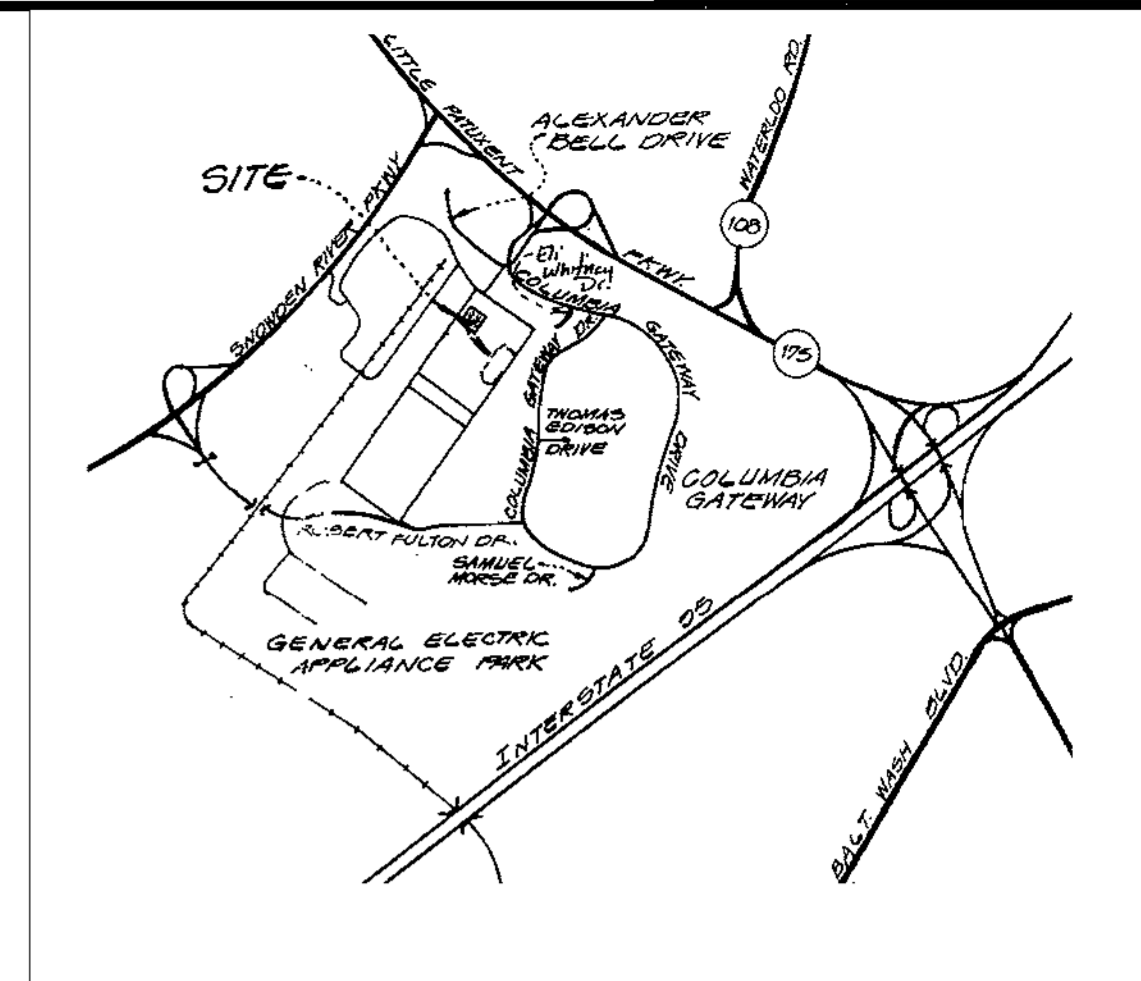 LITTLE PATUXENT PKWY.
WATERLOO RD.
ALEXANDER
BELL DRIVE
SITE
SNOWDEN RIVER PKWY
108
Eli
Whitney
Dr.
COLUMBIA GATEWAY DRIVE
175
COLUMBIA GATEWAY DR.
THOMAS
EDISON
DRIVE
COLUMBIA
GATEWAY
ROBERT FULTON DR.
SAMUEL
MORSE DR.
GENERAL ELECTRIC
APPLIANCE PARK
INTERSTATE 95
BALT. WASH BLVD.